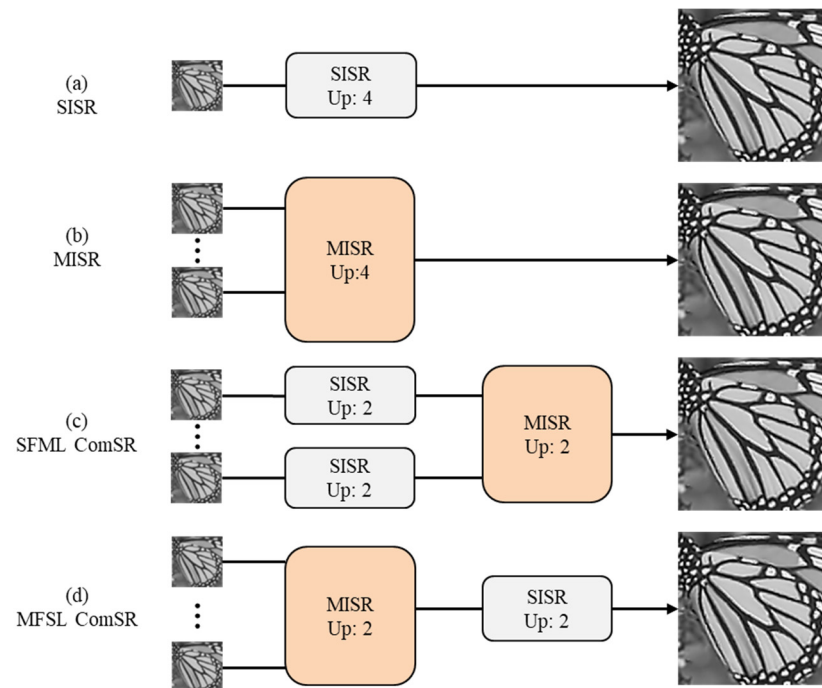 (a)
SISR
SISR
Up: 4
(b)
MISR
MISR
Up:4
(c)
SFML ComSR
SISR
Up: 2
SISR
Up: 2
MISR
Up: 2
(d)
MFSL ComSR
MISR
Up: 2
SISR
Up: 2